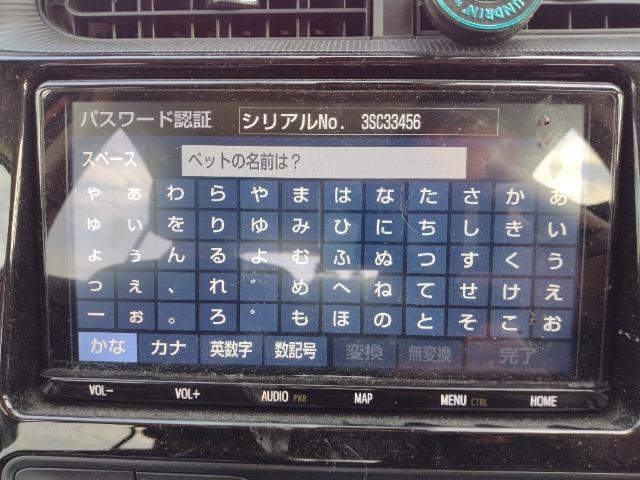 UNDRIN'
パスワード認証 シリアルNo. 3SC33456
スペース ペットの名前は?
ゃ ぁ わ ら や ま は な た さ か あ
ゅ ぃ を り ゆ み ひ に ち し き い
ょ ぅ ん る よ む ふ ぬ つ す く う
っ ぇ 、 れ ゛ め へ ね て せ け え
ー ぉ 。 ろ ゜ も ほ の と そ こ お
かな カナ 英数字 数記号 変換 無変換 完了
VOL- VOL+ AUDIO PWR MAP MENU CTRL HOME